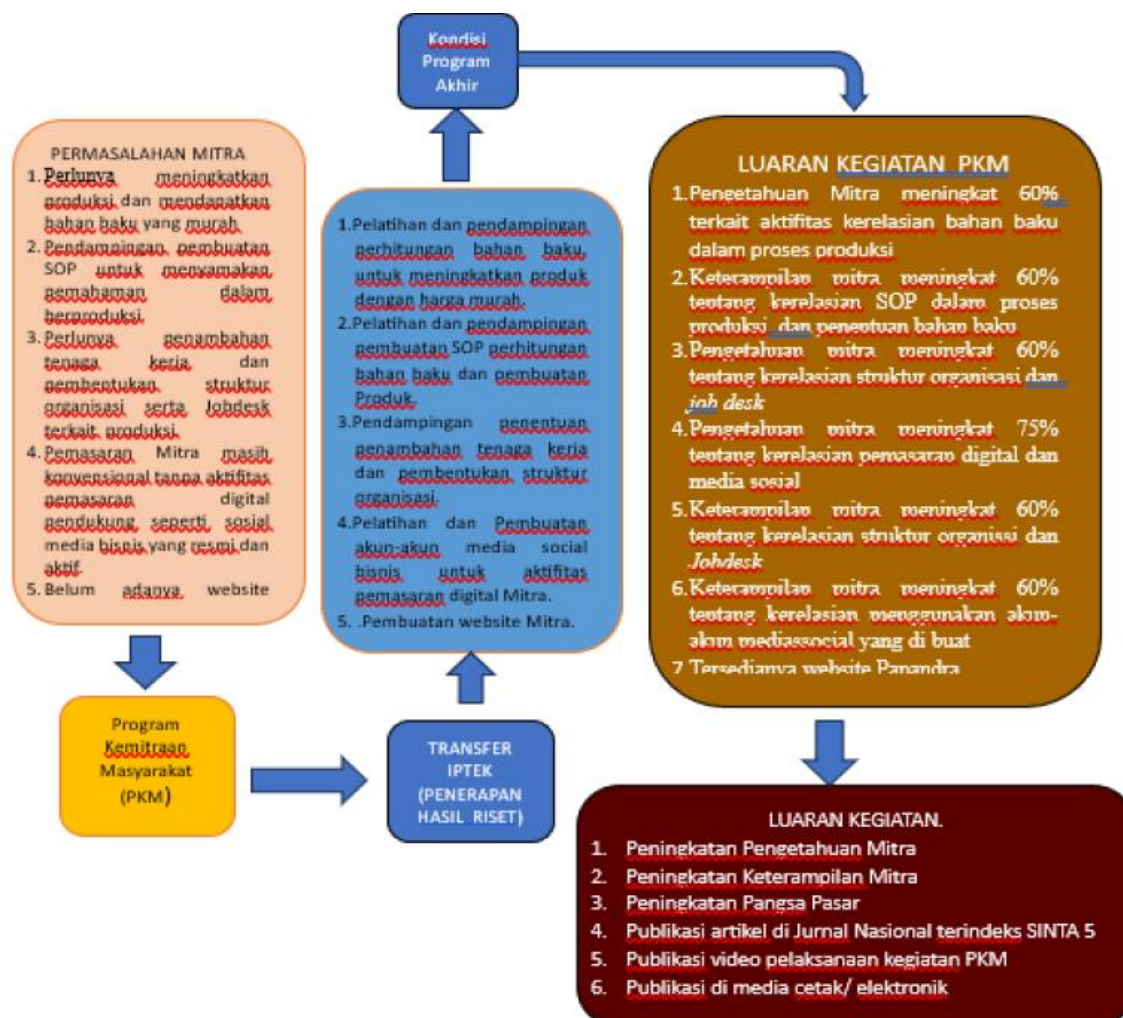 Kondisi
Program
Akhir
PERMASALAHAN MITRA
1. Perlunya meningkatkan
produksi dan mendapatkan
bahan baku yang murah.
2. Pendampingan pembuatan
SOP untuk menyamakan
pemahaman dalam
berproduksi.
3. Perlunya penambahan
tenaga kerja dan
pembentukan struktur
organisasi serta Jobdesk
terkait produksi.
4. Pemasaran Mitra masih
konvensional tanpa aktifitas
pemasaran digital
pendukung seperti sosial
media bisnis yang resmi dan
aktif.
5. Belum adanya website
Program
Kemitraan
Masyarakat
(PKM)
TRANSFER
IPTEK
(PENERAPAN
HASIL RISET)
1.Pelatihan dan pendampingan
perhitungan bahan baku,
untuk meningkatkan produk
dengan harga murah.
2.Pelatihan dan pendampingan
pembuatan SOP perhitungan
bahan baku dan pembuatan
Produk.
3.Pendampingan penentuan
penambahan tenaga kerja
dan pembentukan struktur
organisasi.
4.Pelatihan dan Pembuatan
akun-akun media social
bisnis untuk aktifitas
pemasaran digital Mitra.
5. .Pembuatan website Mitra.
LUARAN KEGIATAN PKM
1.Pengetahuan Mitra meningkat 60%
terkait aktifitas kerelasian bahan baku
dalam proses produksi
2.Keterampilan mitra meningkat 60%
tentang kerelasian SOP dalam proses
produksi dan penentuan bahan baku
3.Pengetahuan mitra meningkat 60%
tentang kerelasian struktur organisasi dan
job desk
4.Pengetahuan mitra meningkat 75%
tentang kerelasian pemasaran digital dan
media sosial
5.Keterampilan mitra meningkat 60%
tentang kerelasian struktur organissi dan
Jobdesk
6.Keterampilan mitra meningkat 60%
tentang kerelasian menggunakan akun-
akun mediassocial yang di buat
7 Tersedianya website Panandra
LUARAN KEGIATAN.
1. Peningkatan Pengetahuan Mitra
2. Peningkatan Keterampilan Mitra
3. Peningkatan Pangsa Pasar
4. Publikasi artikel di Jurnal Nasional terindeks SINTA 5
5. Publikasi video pelaksanaan kegiatan PKM
6. Publikasi di media cetak/ elektronik